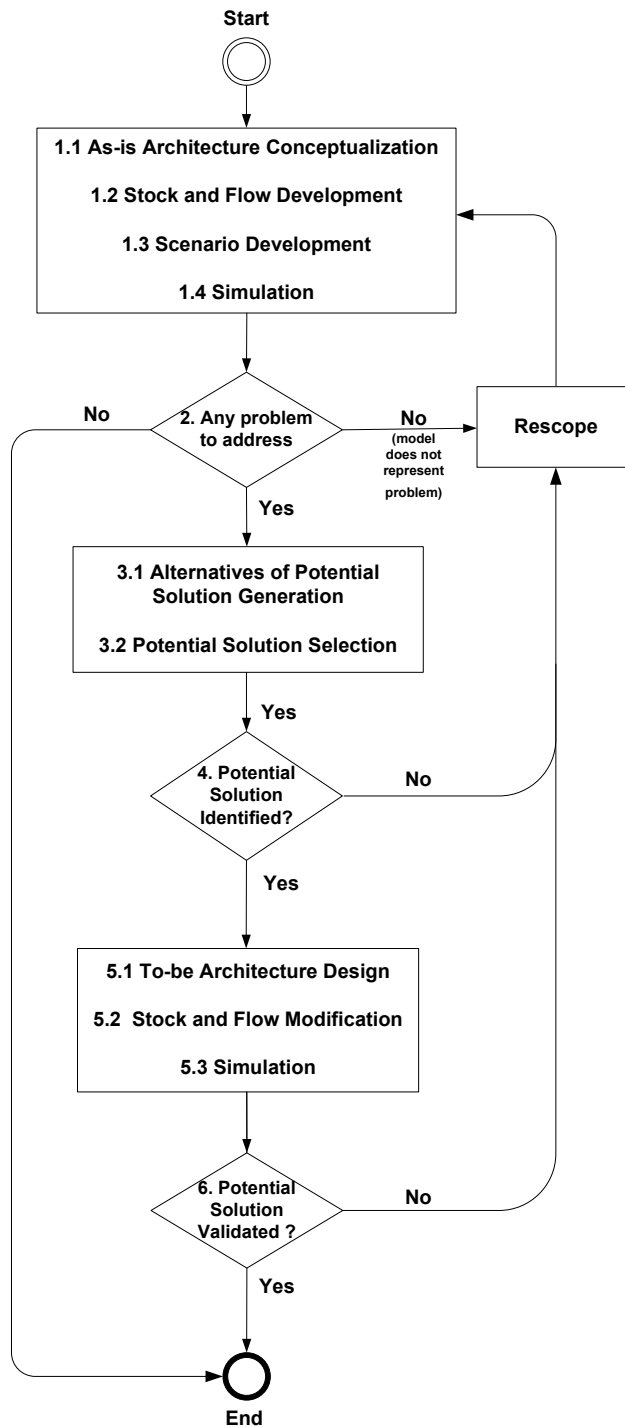 Start
1.1 As-is Architecture Conceptualization
1.2 Stock and Flow Development
1.3 Scenario Development
1.4 Simulation
No
2. Any problem
to address
No
(model
does not
represent
problem)
Rescope
Yes
3.1 Alternatives of Potential
Solution Generation
3.2 Potential Solution Selection
Yes
4. Potential
Solution
Identified?
No
Yes
5.1 To-be Architecture Design
5.2 Stock and Flow Modification
5.3 Simulation
6. Potential
Solution
Validated ?
No
Yes
End